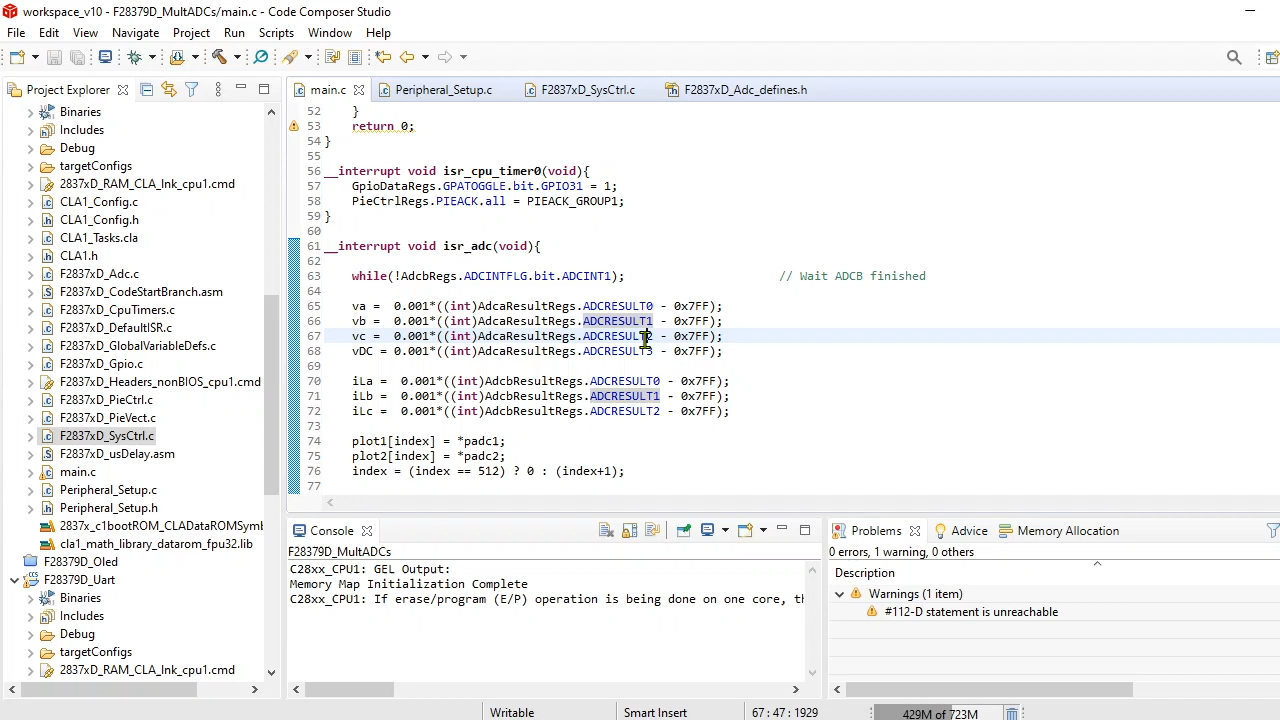 workspace_v10 - F28379D_MultADCs/main.c - Code Composer Studio
File Edit View Navigate Project Run Scripts Window Help
Project Explorer
Binaries
Includes
Debug
targetConfigs
2837xD_RAM_CLA_lnk_cpu1.cmd
CLA1_Config.c
CLA1_Config.h
CLA1_Tasks.cla
CLA1.h
F2837xD_Adc.c
F2837xD_CodeStartBranch.asm
F2837xD_CpuTimers.c
F2837xD_DefaultISR.c
F2837xD_GlobalVariableDefs.c
F2837xD_Gpio.c
F2837xD_Headers_nonBIOS_cpu1.cmd
F2837xD_PieCtrl.c
F2837xD_PieVect.c
F2837xD_SysCtrl.c
F2837xD_usDelay.asm
main.c
Peripheral_Setup.c
Peripheral_Setup.h
2837x_c1bootROM_CLADataROMSymb
cla1_math_library_datarom_fpu32.lib
F28379D_Oled
F28379D_Uart
Binaries
Includes
Debug
targetConfigs
2837xD_RAM_CLA_lnk_cpu1.cmd
main.c Peripheral_Setup.c F2837xD_SysCtrl.c F2837xD_Adc_defines.h
52 }
53 return 0;
54 }
55
56 __interrupt void isr_cpu_timer0(void){
57 GpioDataRegs.GPATOGGLE.bit.GPIO31 = 1;
58 PieCtrlRegs.PIEACK.all = PIEACK_GROUP1;
59 }
60
61 __interrupt void isr_adc(void){
62
63 while(!AdcbRegs.ADCINTFLG.bit.ADCINT1); // Wait ADCB finished
64
65 va = 0.001*((int)AdcaResultRegs.ADCRESULT0 - 0x7FF);
66 vb = 0.001*((int)AdcaResultRegs.ADCRESULT1 - 0x7FF);
67 vc = 0.001*((int)AdcaResultRegs.ADCRESULT2 - 0x7FF);
68 vDC = 0.001*((int)AdcaResultRegs.ADCRESULT3 - 0x7FF);
69
70 iLa = 0.001*((int)AdcbResultRegs.ADCRESULT0 - 0x7FF);
71 iLb = 0.001*((int)AdcbResultRegs.ADCRESULT1 - 0x7FF);
72 iLc = 0.001*((int)AdcbResultRegs.ADCRESULT2 - 0x7FF);
73
74 plot1[index] = *padc1;
75 plot2[index] = *padc2;
76 index = (index == 512) ? 0 : (index+1);
77
Console
F28379D_MultADCs
C28xx_CPU1: GEL Output:
Memory Map Initialization Complete
C28xx_CPU1: If erase/program (E/P) operation is being done on one core, th
Problems Advice Memory Allocation
0 errors, 1 warning, 0 others
Description
Warnings (1 item)
#112-D statement is unreachable
Writable Smart Insert 67 : 47 : 1929 429M of 723M